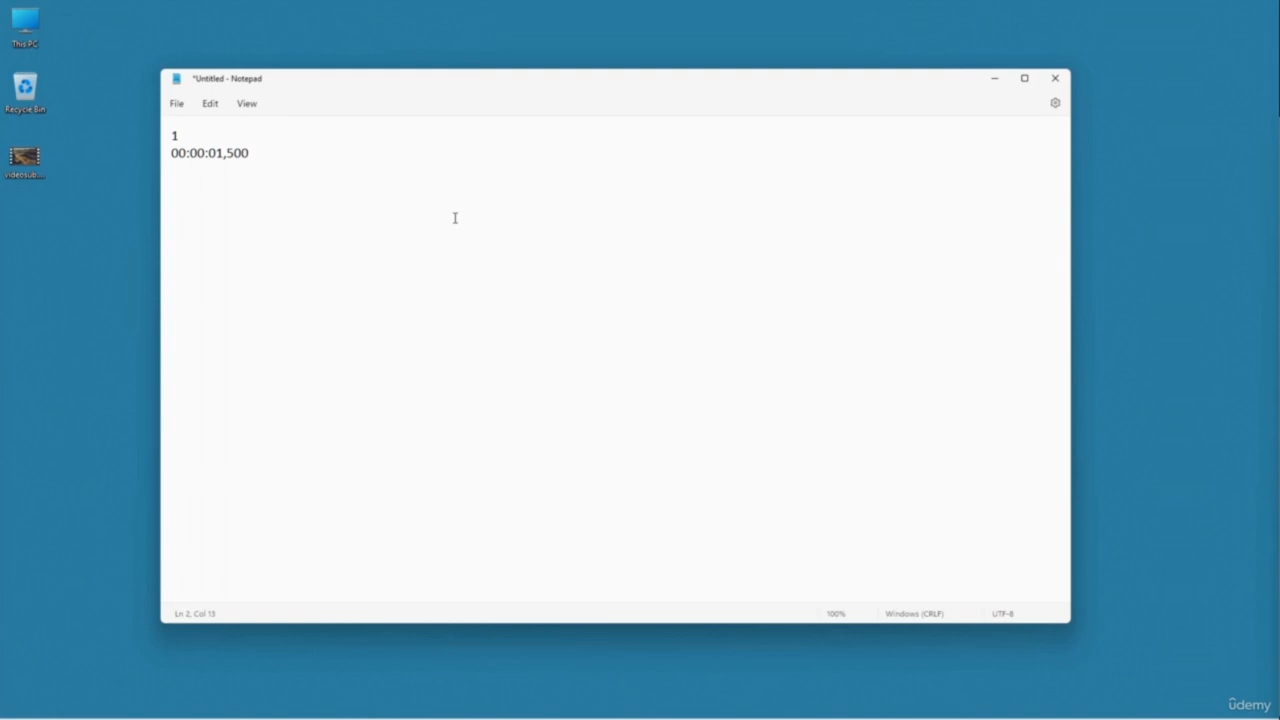 This PC
Recycle Bin
videosub....
*Untitled - Notepad
File Edit View
1
00:00:01,500
Ln 2, Col 13
100%
Windows (CRLF)
UTF-8
ûdemy